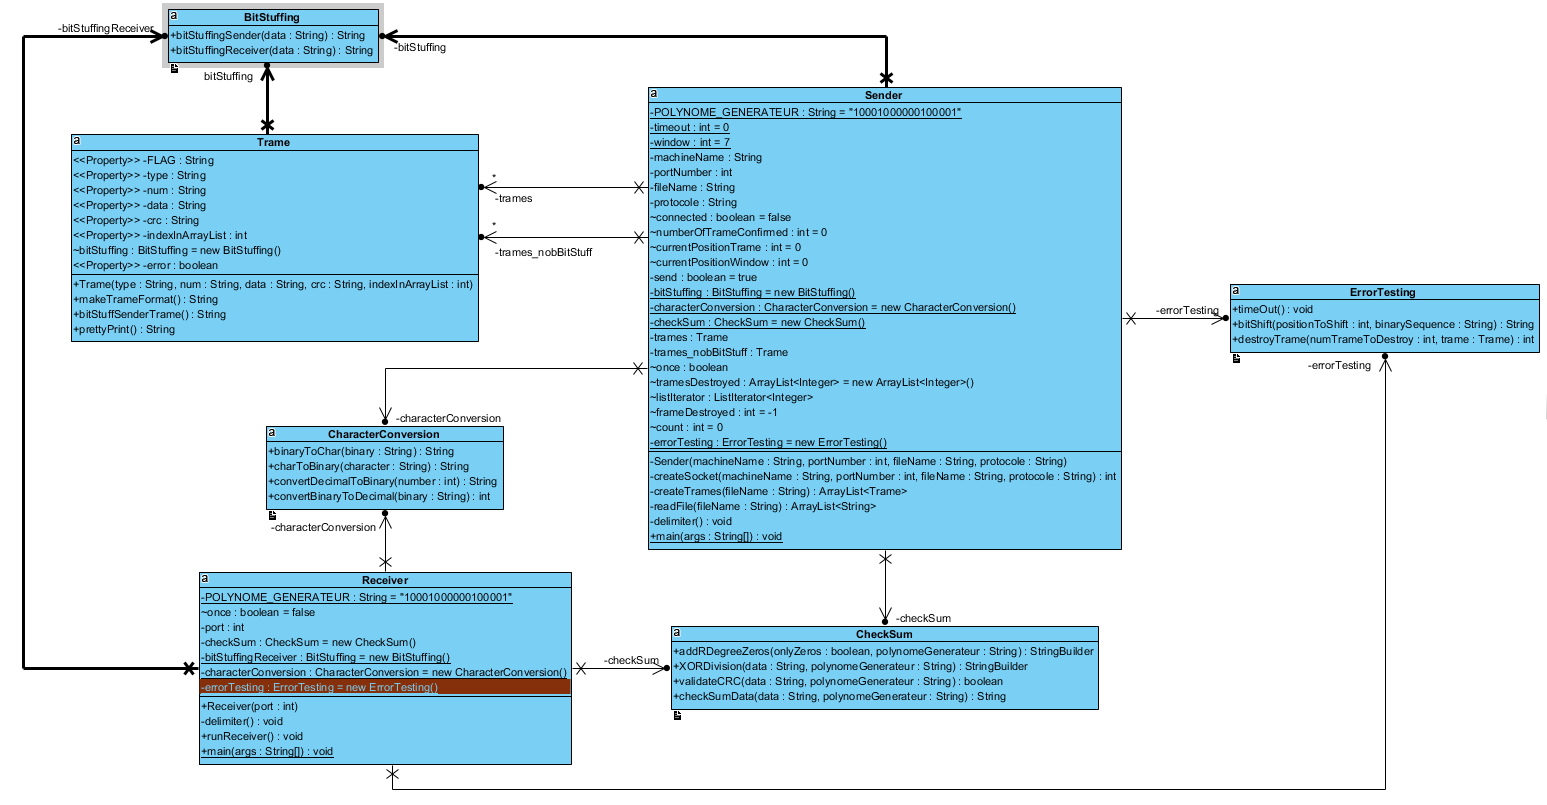 BitStuffing
+bitStuffingSender(data : String) : String
+bitStuffingReceiver(data : String) : String
-bitStuffingReceiver
-bitStuffing
bitStuffing
Trame
<<Property>> -FLAG : String
<<Property>> -type : String
<<Property>> -num : String
<<Property>> -data : String
<<Property>> -crc : String
<<Property>> -indexInArrayList : int
~bitStuffing : BitStuffing = new BitStuffing()
<<Property>> -error : boolean
+Trame(type : String, num : String, data : String, crc : String, indexInArrayList : int)
+makeTrameFormat() : String
+bitStuffSenderTrame() : String
+prettyPrint() : String
*
-trames
*
-trames_nobBitStuff
Sender
-POLYNOME_GENERATEUR : String = "10001000000100001"
-timeout : int = 0
-window : int = 7
-machineName : String
-portNumber : int
-fileName : String
-protocole : String
~connected : boolean = false
~numberOfTrameConfirmed : int = 0
~currentPositionTrame : int = 0
~currentPositionWindow : int = 0
-send : boolean = true
-bitStuffing : BitStuffing = new BitStuffing()
-characterConversion : CharacterConversion = new CharacterConversion()
-checkSum : CheckSum = new CheckSum()
-trames : Trame
-trames_nobBitStuff : Trame
~once : boolean
~tramesDestroyed : ArrayList<Integer> = new ArrayList<Integer>()
~listIterator : ListIterator<Integer>
~frameDestroyed : int = -1
~count : int = 0
-errorTesting : ErrorTesting = new ErrorTesting()
-Sender(machineName : String, portNumber : int, fileName : String, protocole : String)
-createSocket(machineName : String, portNumber : int, fileName : String, protocole : String) : int
-createTrames(fileName : String) : ArrayList<Trame>
-readFile(fileName : String) : ArrayList<String>
-delimiter() : void
+main(args : String[]) : void
-errorTesting
ErrorTesting
+timeOut() : void
+bitShift(positionToShift : int, binarySequence : String) : String
+destroyTrame(numTrameToDestroy : int, trame : Trame) : int
-errorTesting
-characterConversion
CharacterConversion
+binaryToChar(binary : String) : String
+charToBinary(character : String) : String
+convertDecimalToBinary(number : int) : String
+convertBinaryToDecimal(binary : String) : int
-characterConversion
Receiver
-POLYNOME_GENERATEUR : String = "10001000000100001"
~once : boolean = false
-port : int
-checkSum : CheckSum = new CheckSum()
-bitStuffingReceiver : BitStuffing = new BitStuffing()
-characterConversion : CharacterConversion = new CharacterConversion()
-errorTesting : ErrorTesting = new ErrorTesting()
+Receiver(port : int)
-delimiter() : void
+runReceiver() : void
+main(args : String[]) : void
-checkSum
-checkSum
CheckSum
+addRDegreeZeros(onlyZeros : boolean, polynomeGenerateur : String) : StringBuilder
+XORDivision(data : String, polynomeGenerateur : String) : StringBuilder
+validateCRC(data : String, polynomeGenerateur : String) : boolean
+checkSumData(data : String, polynomeGenerateur : String) : String